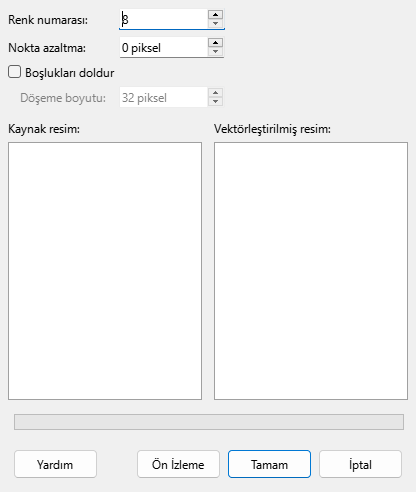 Renk numarası: 8
Nokta azaltma: 0 piksel
Boşlukları doldur
Döşeme boyutu: 32 piksel
Kaynak resim: Vektörleştirilmiş resim:
Yardım Ön İzleme Tamam İptal